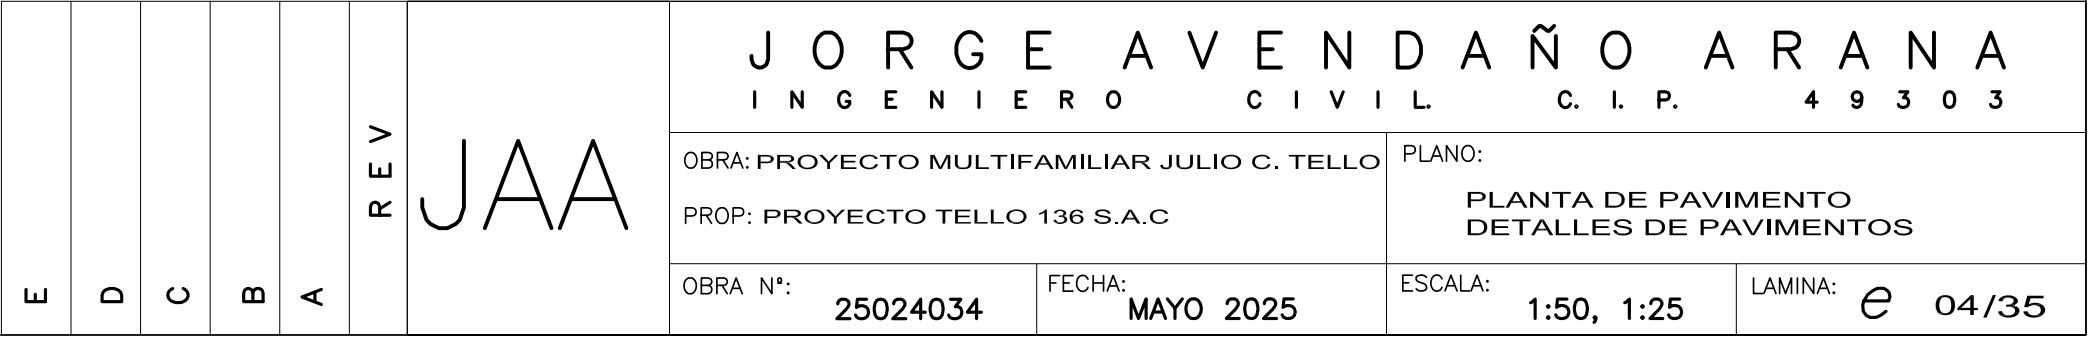 E D C B A REV
JAA
JORGE AVENDAÑO ARANA
INGENIERO CIVIL. C. I. P. 49303
OBRA: PROYECTO MULTIFAMILIAR JULIO C. TELLO
PROP: PROYECTO TELLO 136 S.A.C
PLANO:
PLANTA DE PAVIMENTO
DETALLES DE PAVIMENTOS
OBRA Nº: 25024034
FECHA: MAYO 2025
ESCALA: 1:50, 1:25
LAMINA: e 04/35